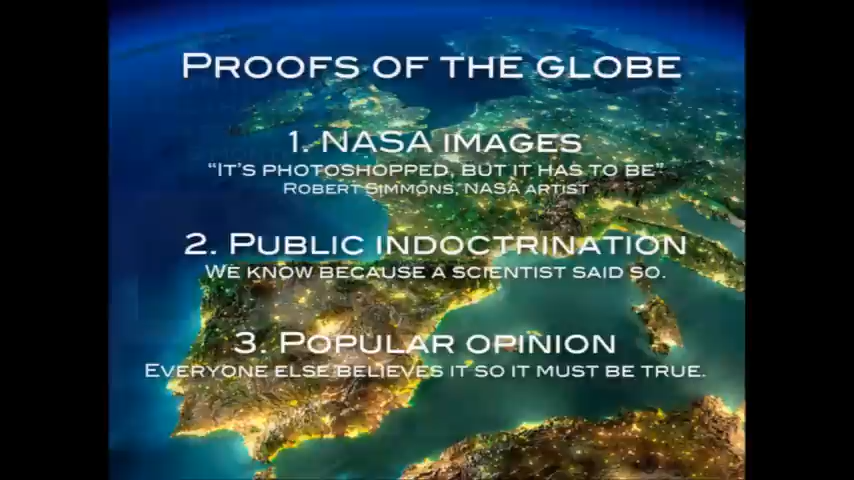 PROOFS OF THE GLOBE
1. NASA IMAGES
"IT'S PHOTOSHOPPED, BUT IT HAS TO BE"
ROBERT SIMMONS, NASA ARTIST
2. PUBLIC INDOCTRINATION
WE KNOW BECAUSE A SCIENTIST SAID SO.
3. POPULAR OPINION
EVERYONE ELSE BELIEVES IT SO IT MUST BE TRUE.